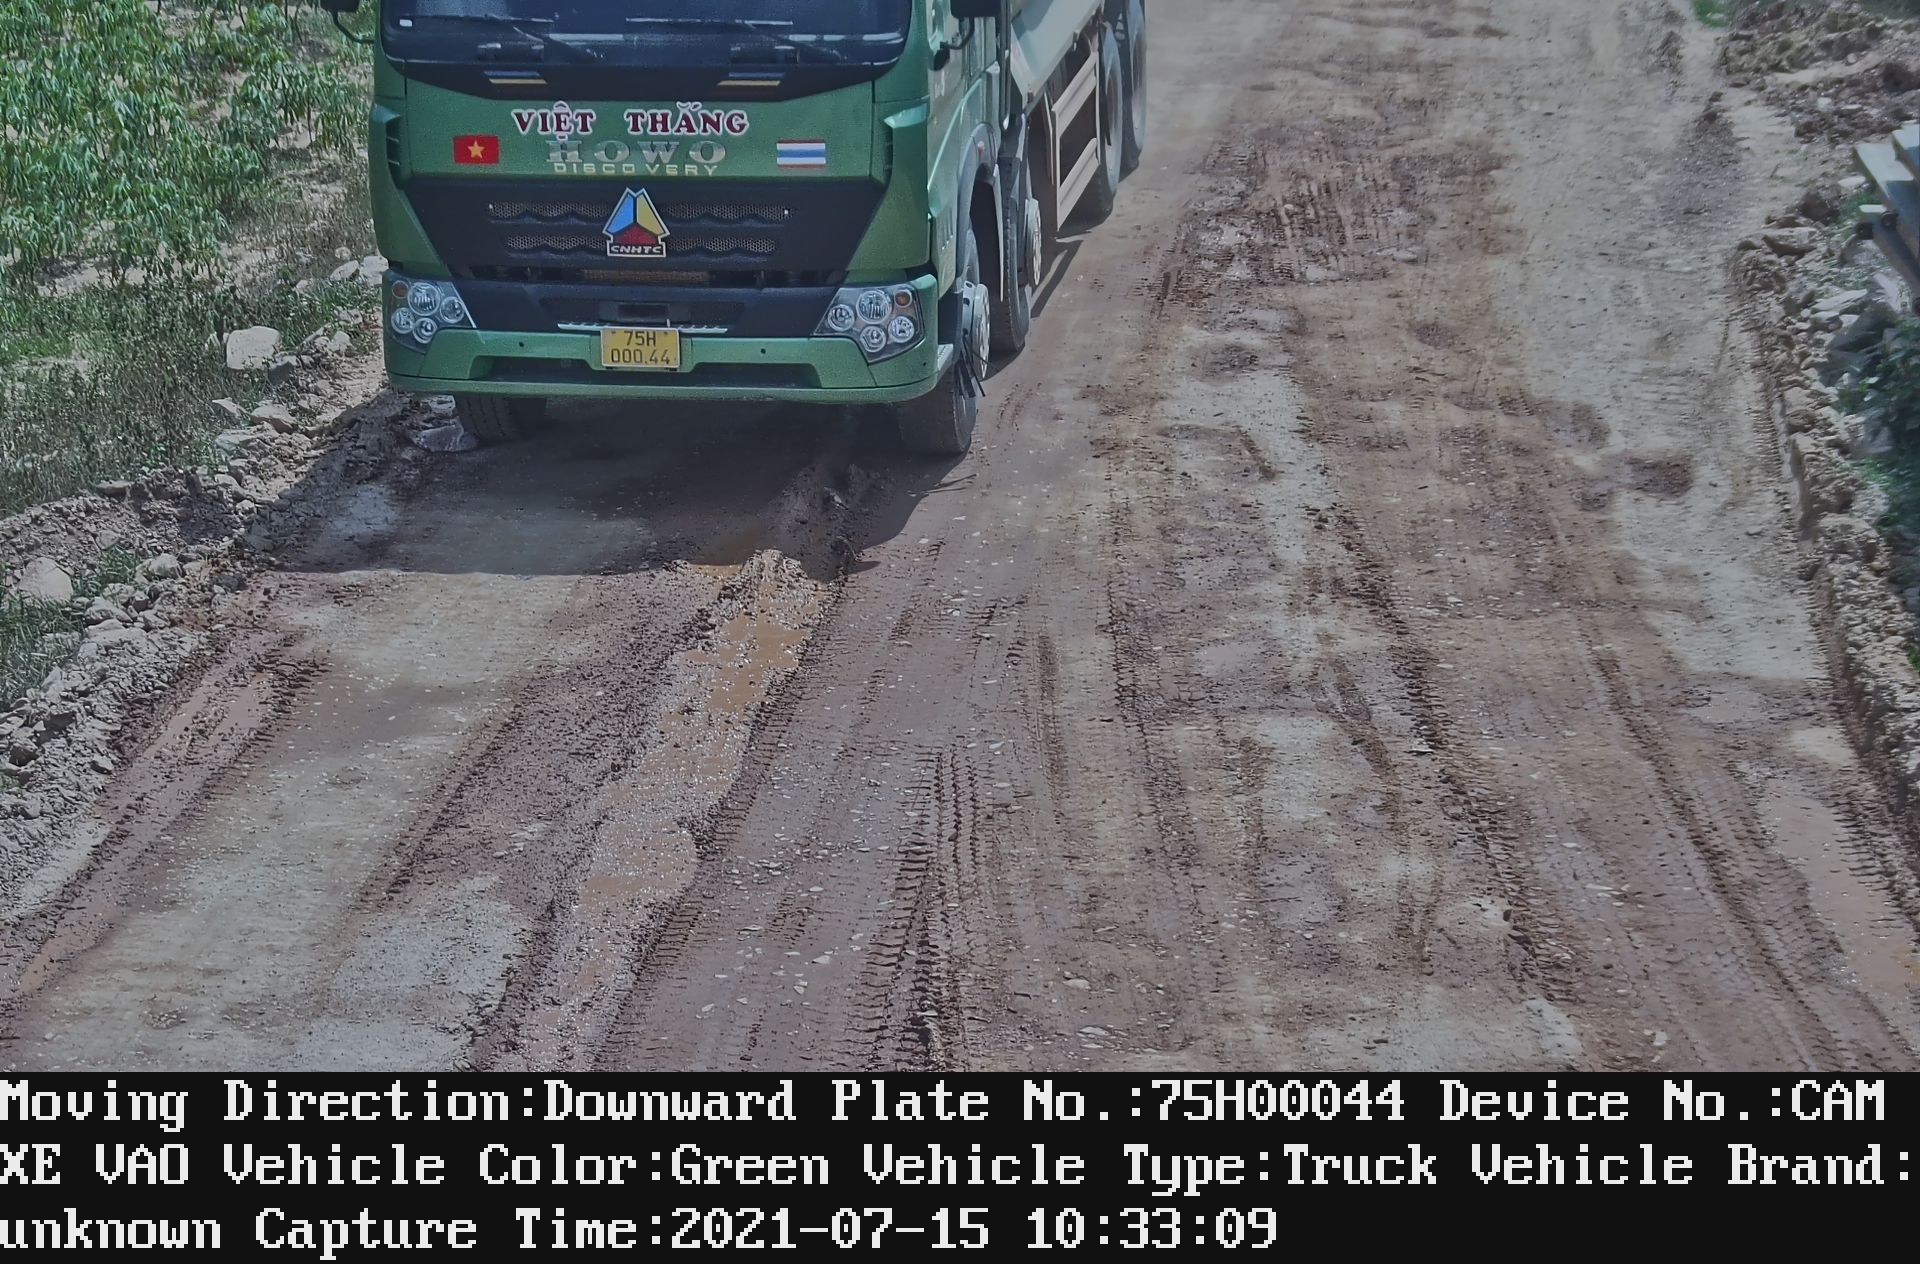 VIỆT THẮNG
HOWO
DISCOVERY
CNHTC
75H
000.44
Moving Direction:Downward Plate No.:75H00044 Device No.:CAM
XE VAO Vehicle Color:Green Vehicle Type:Truck Vehicle Brand:
unknown Capture Time:2021-07-15 10:33:09